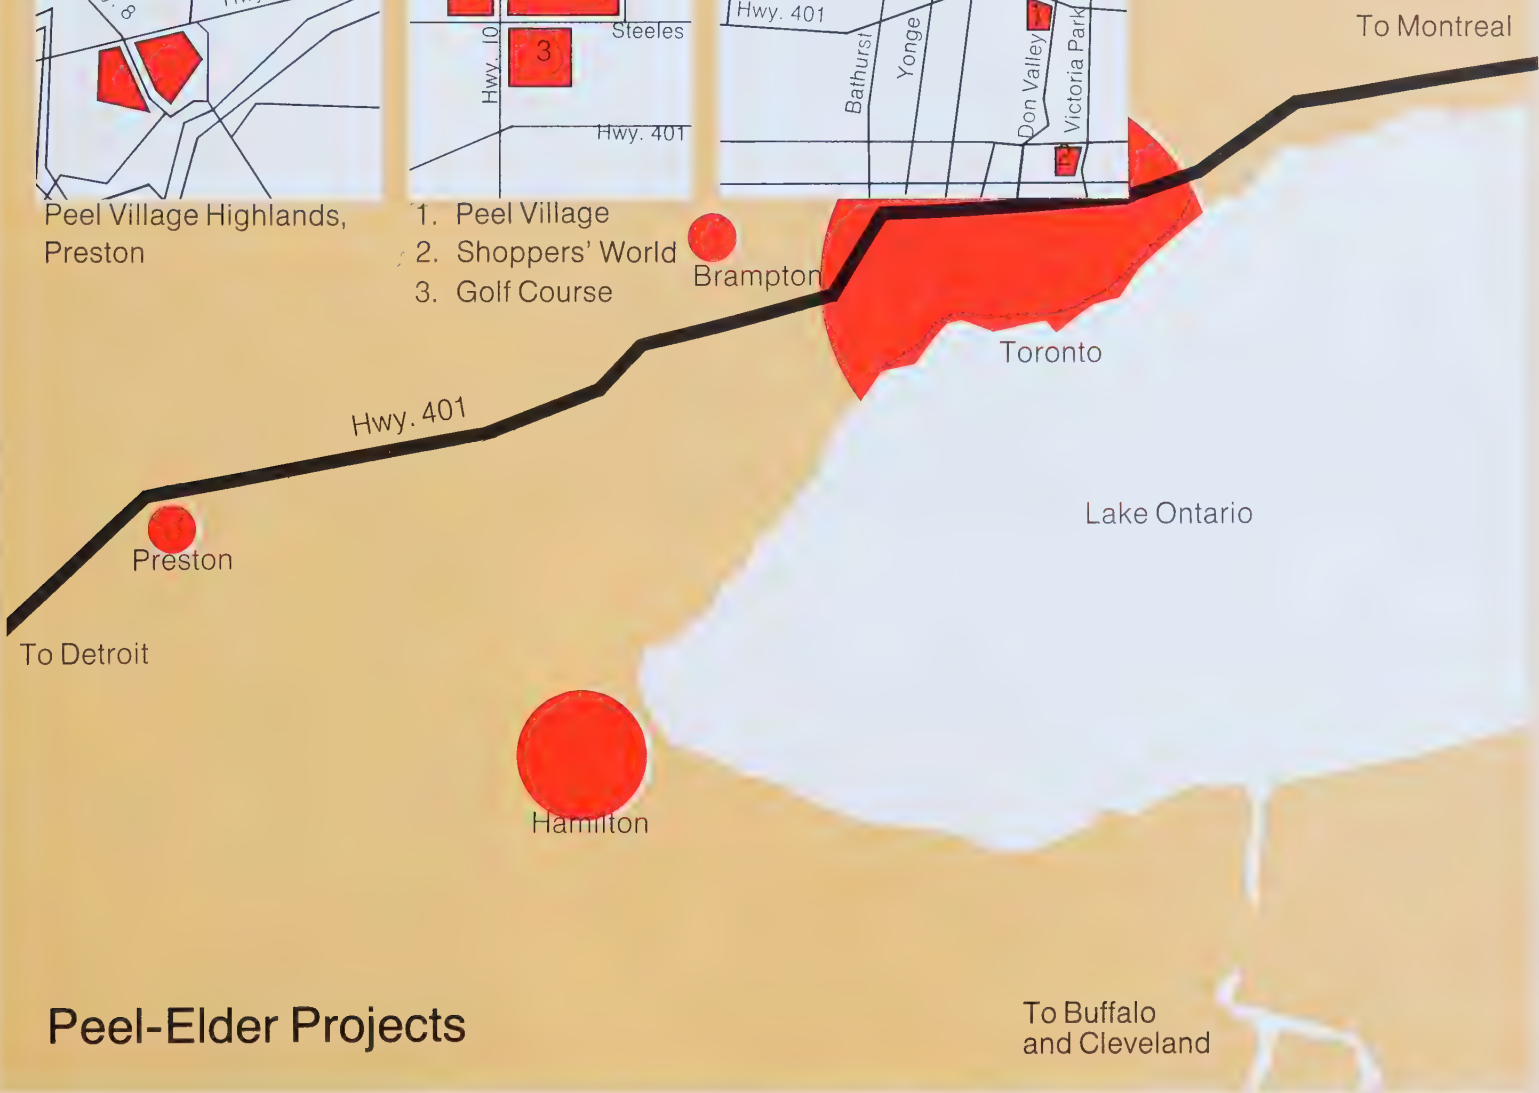 8
Hwy. 10
Steeles
3
Hwy. 401
Hwy. 401
Bathurst
Yonge
Don Valley
Victoria Park
To Montreal
Peel Village Highlands,
Preston
1. Peel Village
2. Shoppers' World
3. Golf Course
Brampton
Toronto
Hwy. 401
Lake Ontario
Preston
To Detroit
Hamilton
Peel-Elder Projects
To Buffalo
and Cleveland